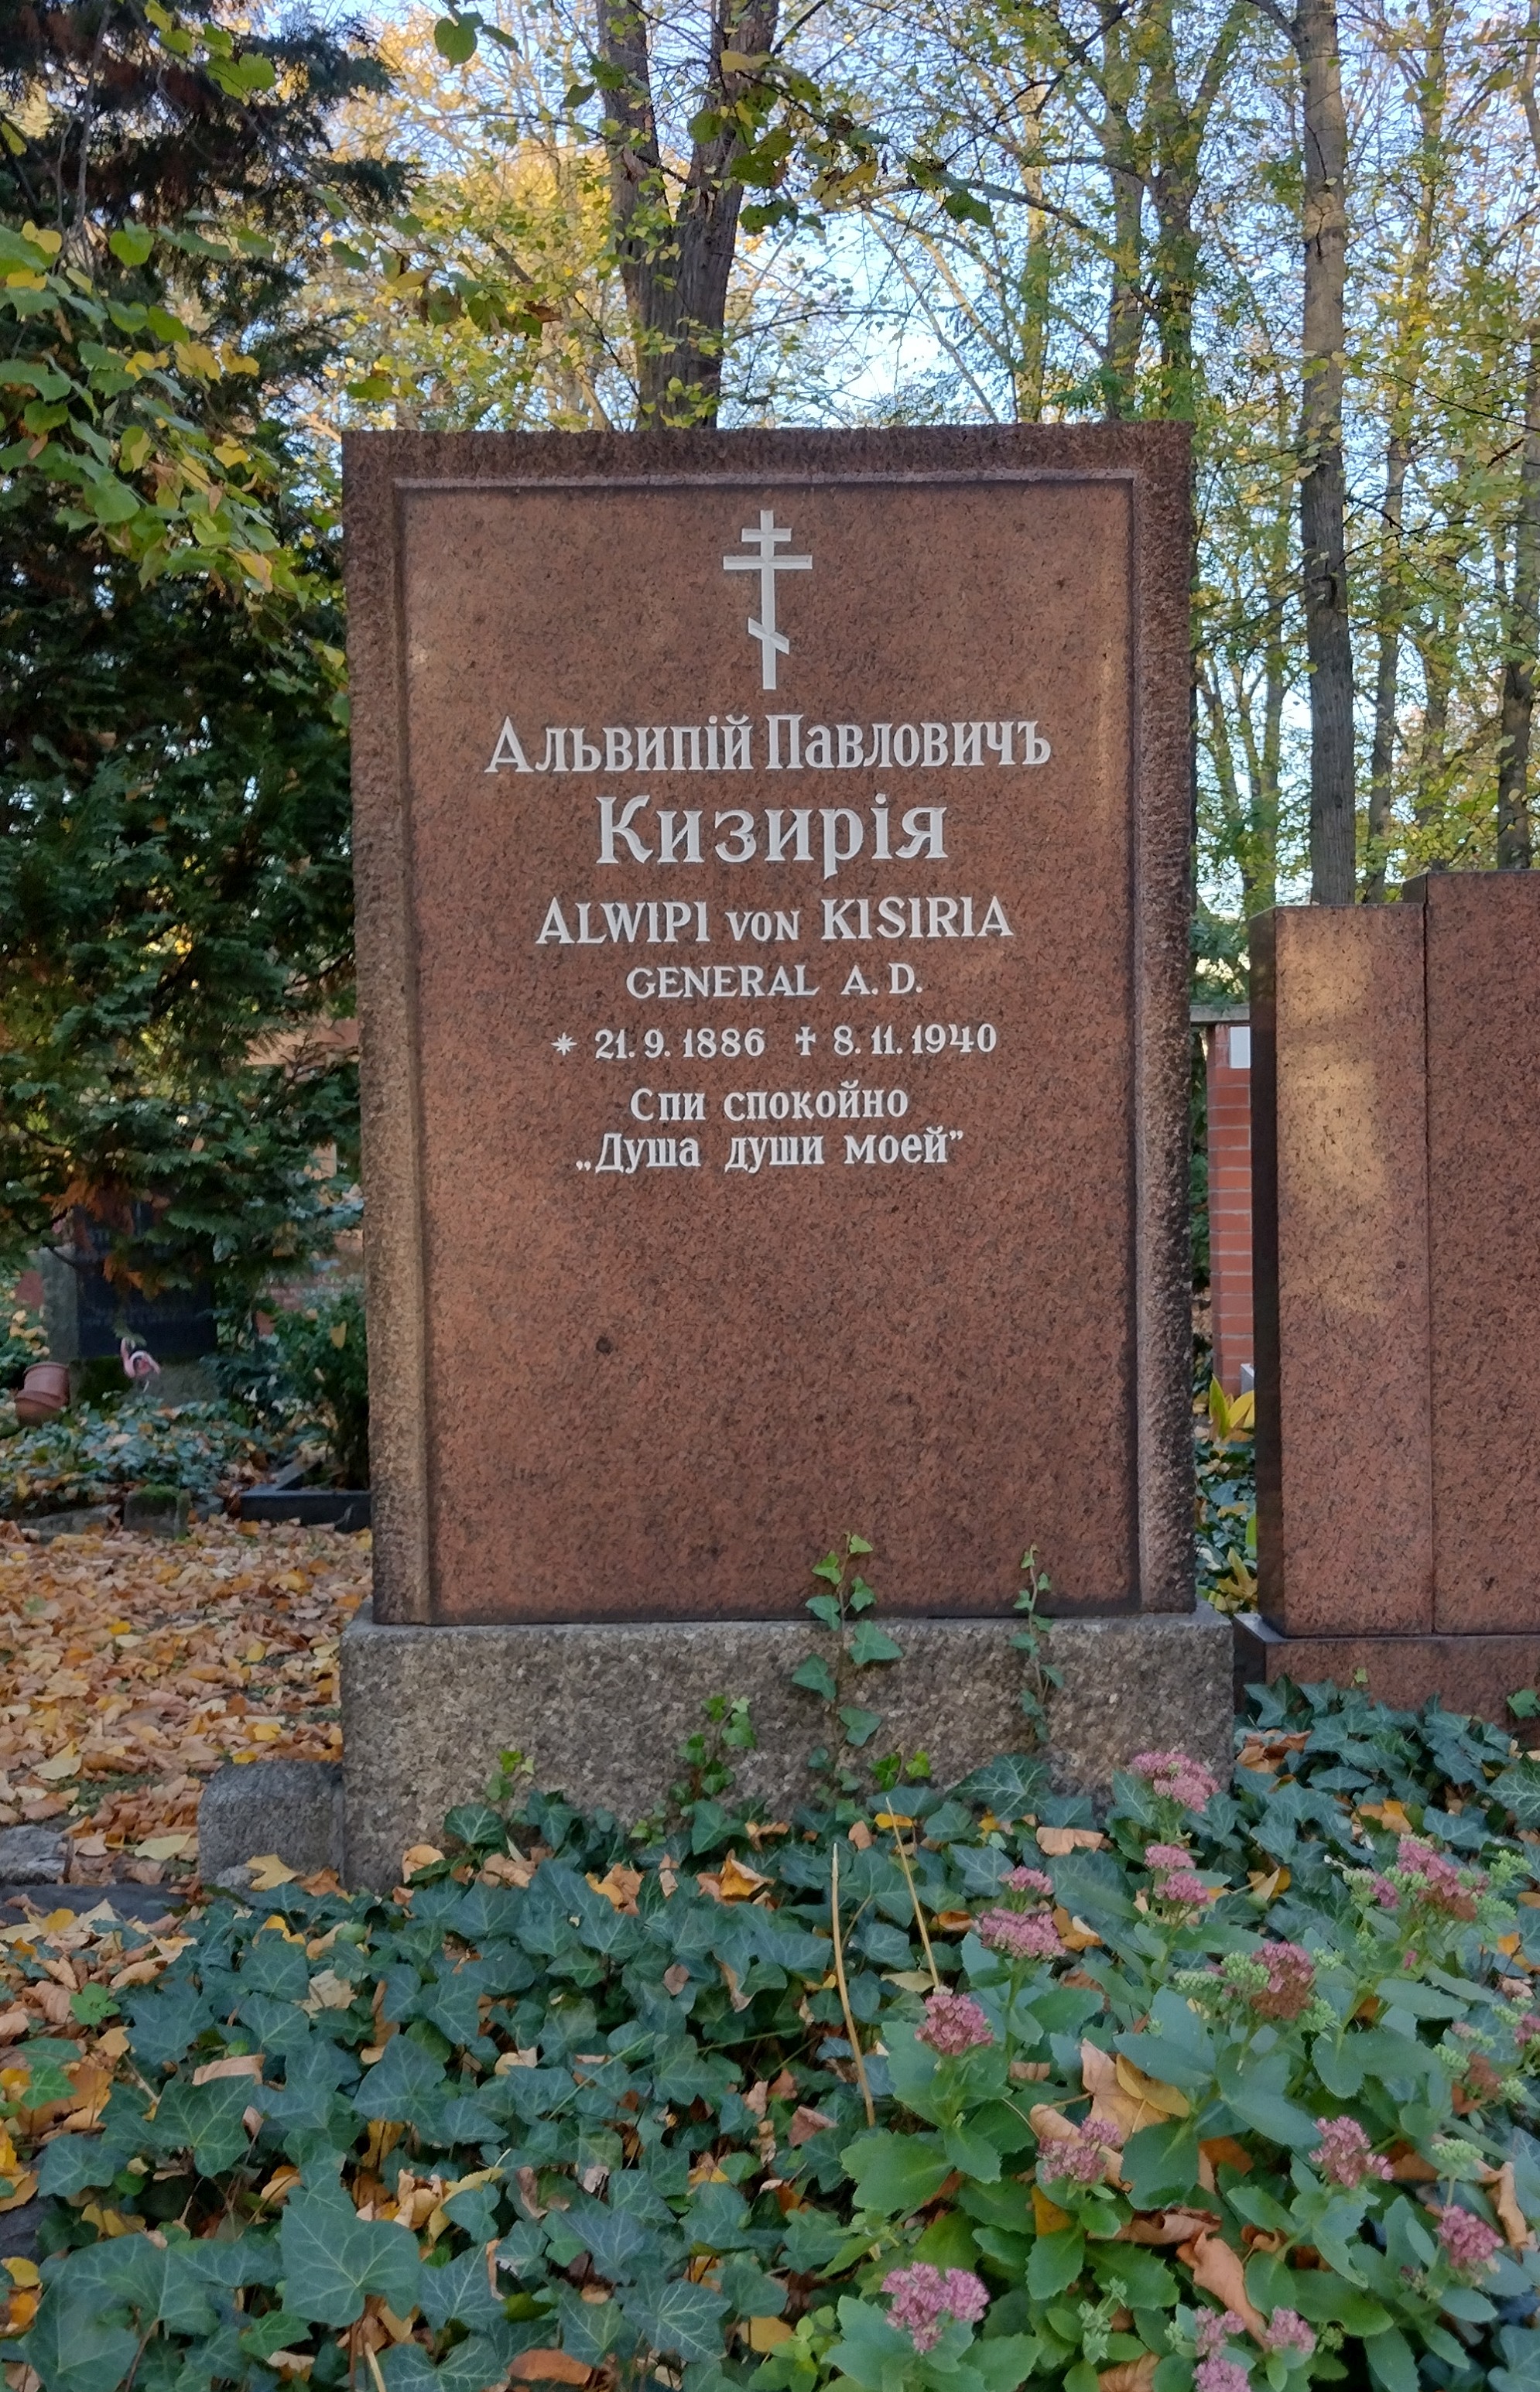 Альвипій Павловичъ
Кизирія
ALWIPI VON KISIRIA
GENERAL A. D.
* 21. 9. 1886 ✝ 8. 11. 1940
Спи спокойно
„Душа души моей”